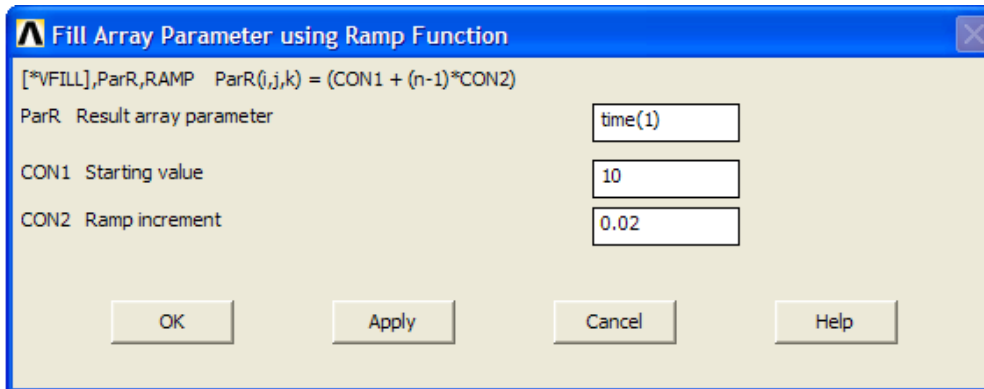 Fill Array Parameter using Ramp Function
[*VFILL],ParR,RAMP ParR(i,j,k) = (CON1 + (n-1)*CON2)
ParR Result array parameter time(1)
CON1 Starting value 10
CON2 Ramp increment 0.02
OK Apply Cancel Help